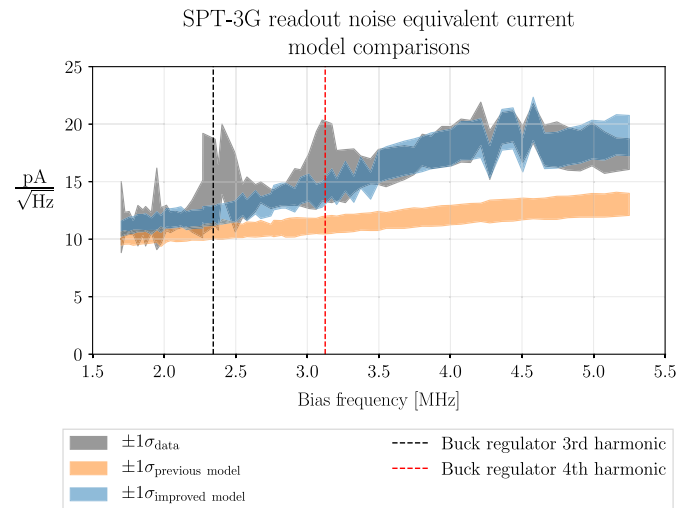 SPT-3G readout noise equivalent current
model comparisons
25
20
15
10
5
0
pA
√Hz
1.5 2.0 2.5 3.0 3.5 4.0 4.5 5.0 5.5
Bias frequency [MHz]
±1σdata
±1σprevious model
±1σimproved model
Buck regulator 3rd harmonic
Buck regulator 4th harmonic